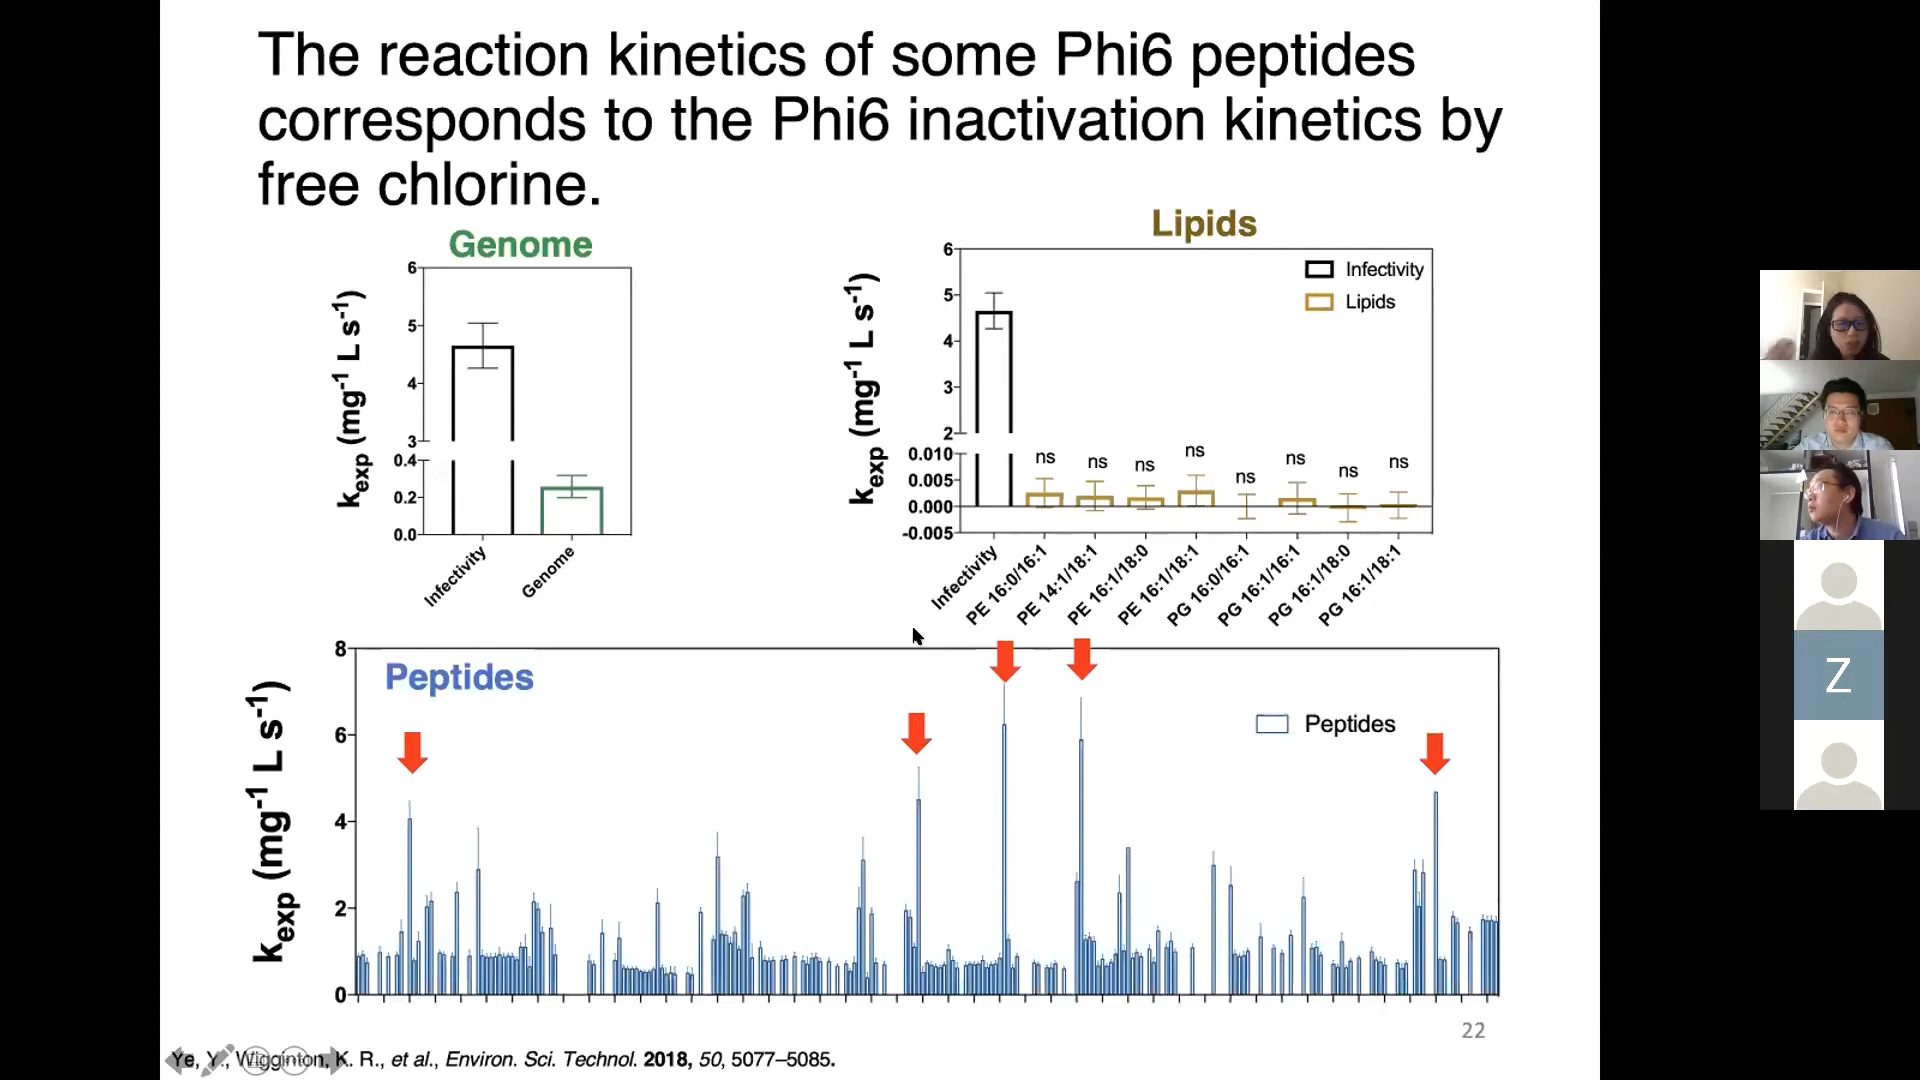 The reaction kinetics of some Phi6 peptides
corresponds to the Phi6 inactivation kinetics by
free chlorine.
Genome
k_exp (mg^-1 L s^-1)
6
5
4
3
0.4
0.2
0.0
Infectivity
Genome
Lipids
k_exp (mg^-1 L s^-1)
6
5
4
3
2
0.010
0.005
0.000
-0.005
Infectivity
Lipids
ns
ns
ns
ns
ns
ns
ns
ns
Infectivity
PE 16:0/16:1
PE 14:1/18:1
PE 16:1/18:0
PE 16:1/18:1
PG 16:0/16:1
PG 16:1/16:1
PG 16:1/18:0
PG 16:1/18:1
Peptides
k_exp (mg^-1 L s^-1)
8
6
4
2
0
Peptides
22
Ye, Y., Wigginton, K. R., et al., Environ. Sci. Technol. 2018, 50, 5077–5085.
Z